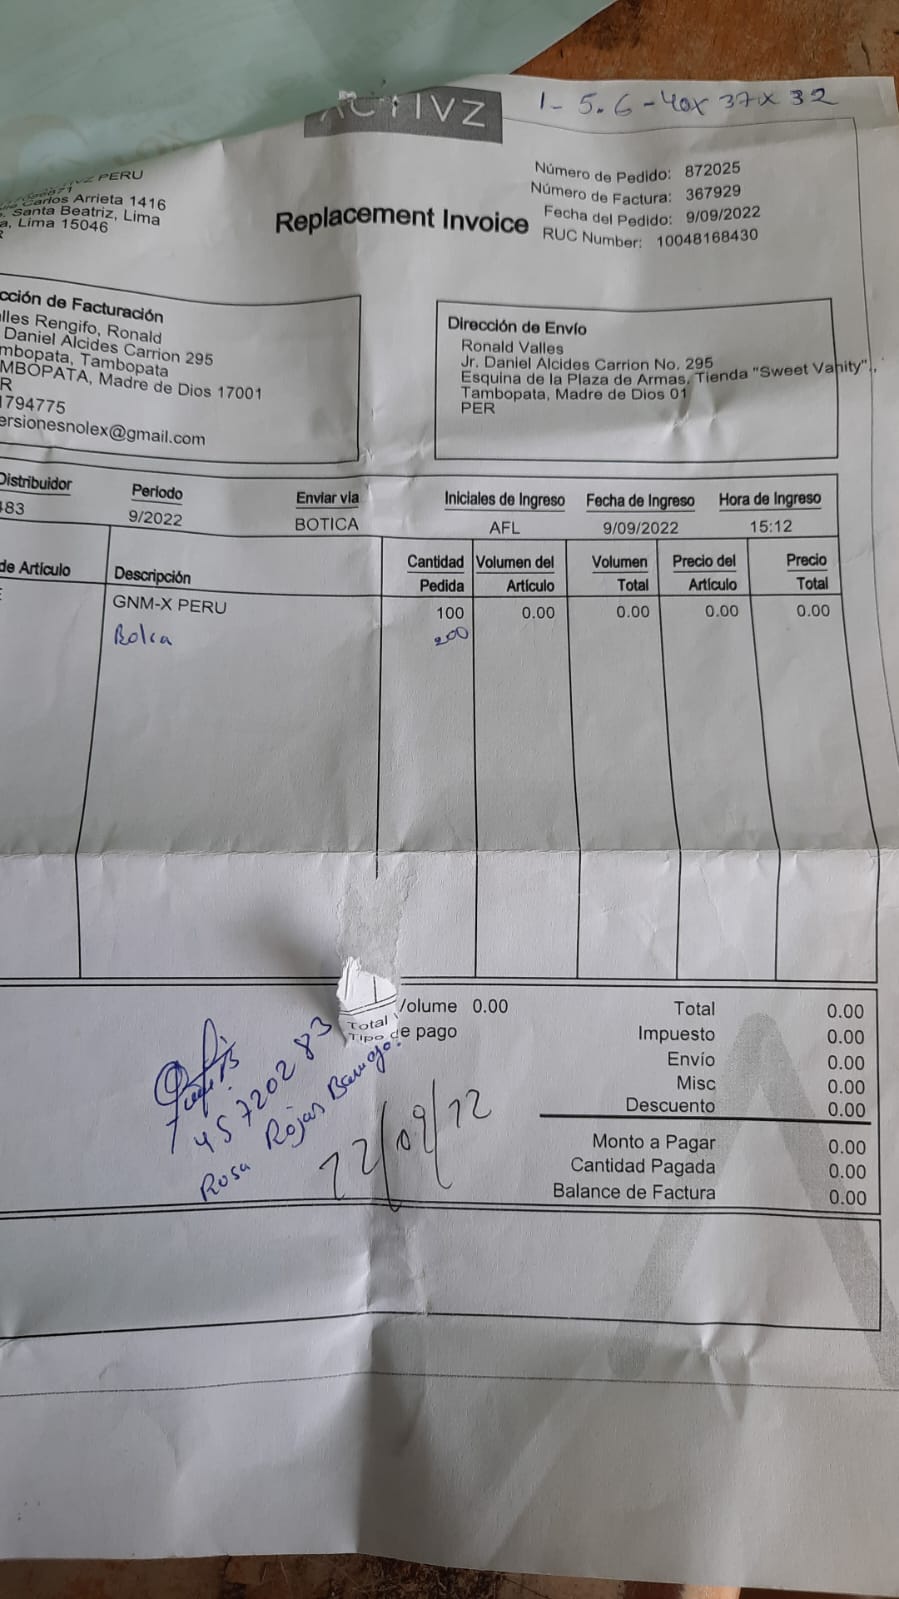 ACTIVZ
1- 5.6 - 40x 37x 32
PERU
Carlos Arrieta 1416
Santa Beatriz, Lima
Lima 15046
Replacement Invoice
Número de Pedido: 872025
Número de Factura: 367929
Fecha del Pedido: 9/09/2022
RUC Number: 10048168430
cción de Facturación
lles Rengifo, Ronald
Daniel Alcides Carrion 295
mbopata, Tambopata
MBOPATA, Madre de Dios 17001
R
1794775
ersionesnolex@gmail.com
Dirección de Envío
Ronald Valles
Jr. Daniel Alcides Carrion No. 295
Esquina de la Plaza de Armas, Tienda "Sweet Vanity",
Tambopata, Madre de Dios 01
PER
Distribuidor Periodo Enviar vía Iniciales de Ingreso Fecha de Ingreso Hora de Ingreso
483 9/2022 BOTICA AFL 9/09/2022 15:12
de Artículo Descripción Cantidad Pedida Volumen del Artículo Volumen Total Precio del Artículo Precio Total
GNM-X PERU 100 0.00 0.00 0.00 0.00
Bolsa 200
Total Volume 0.00
Tipo de pago
Total 0.00
Impuesto 0.00
Envío 0.00
Misc 0.00
Descuento 0.00
Monto a Pagar 0.00
Cantidad Pagada 0.00
Balance de Factura 0.00
45720283
Rosa Rojas